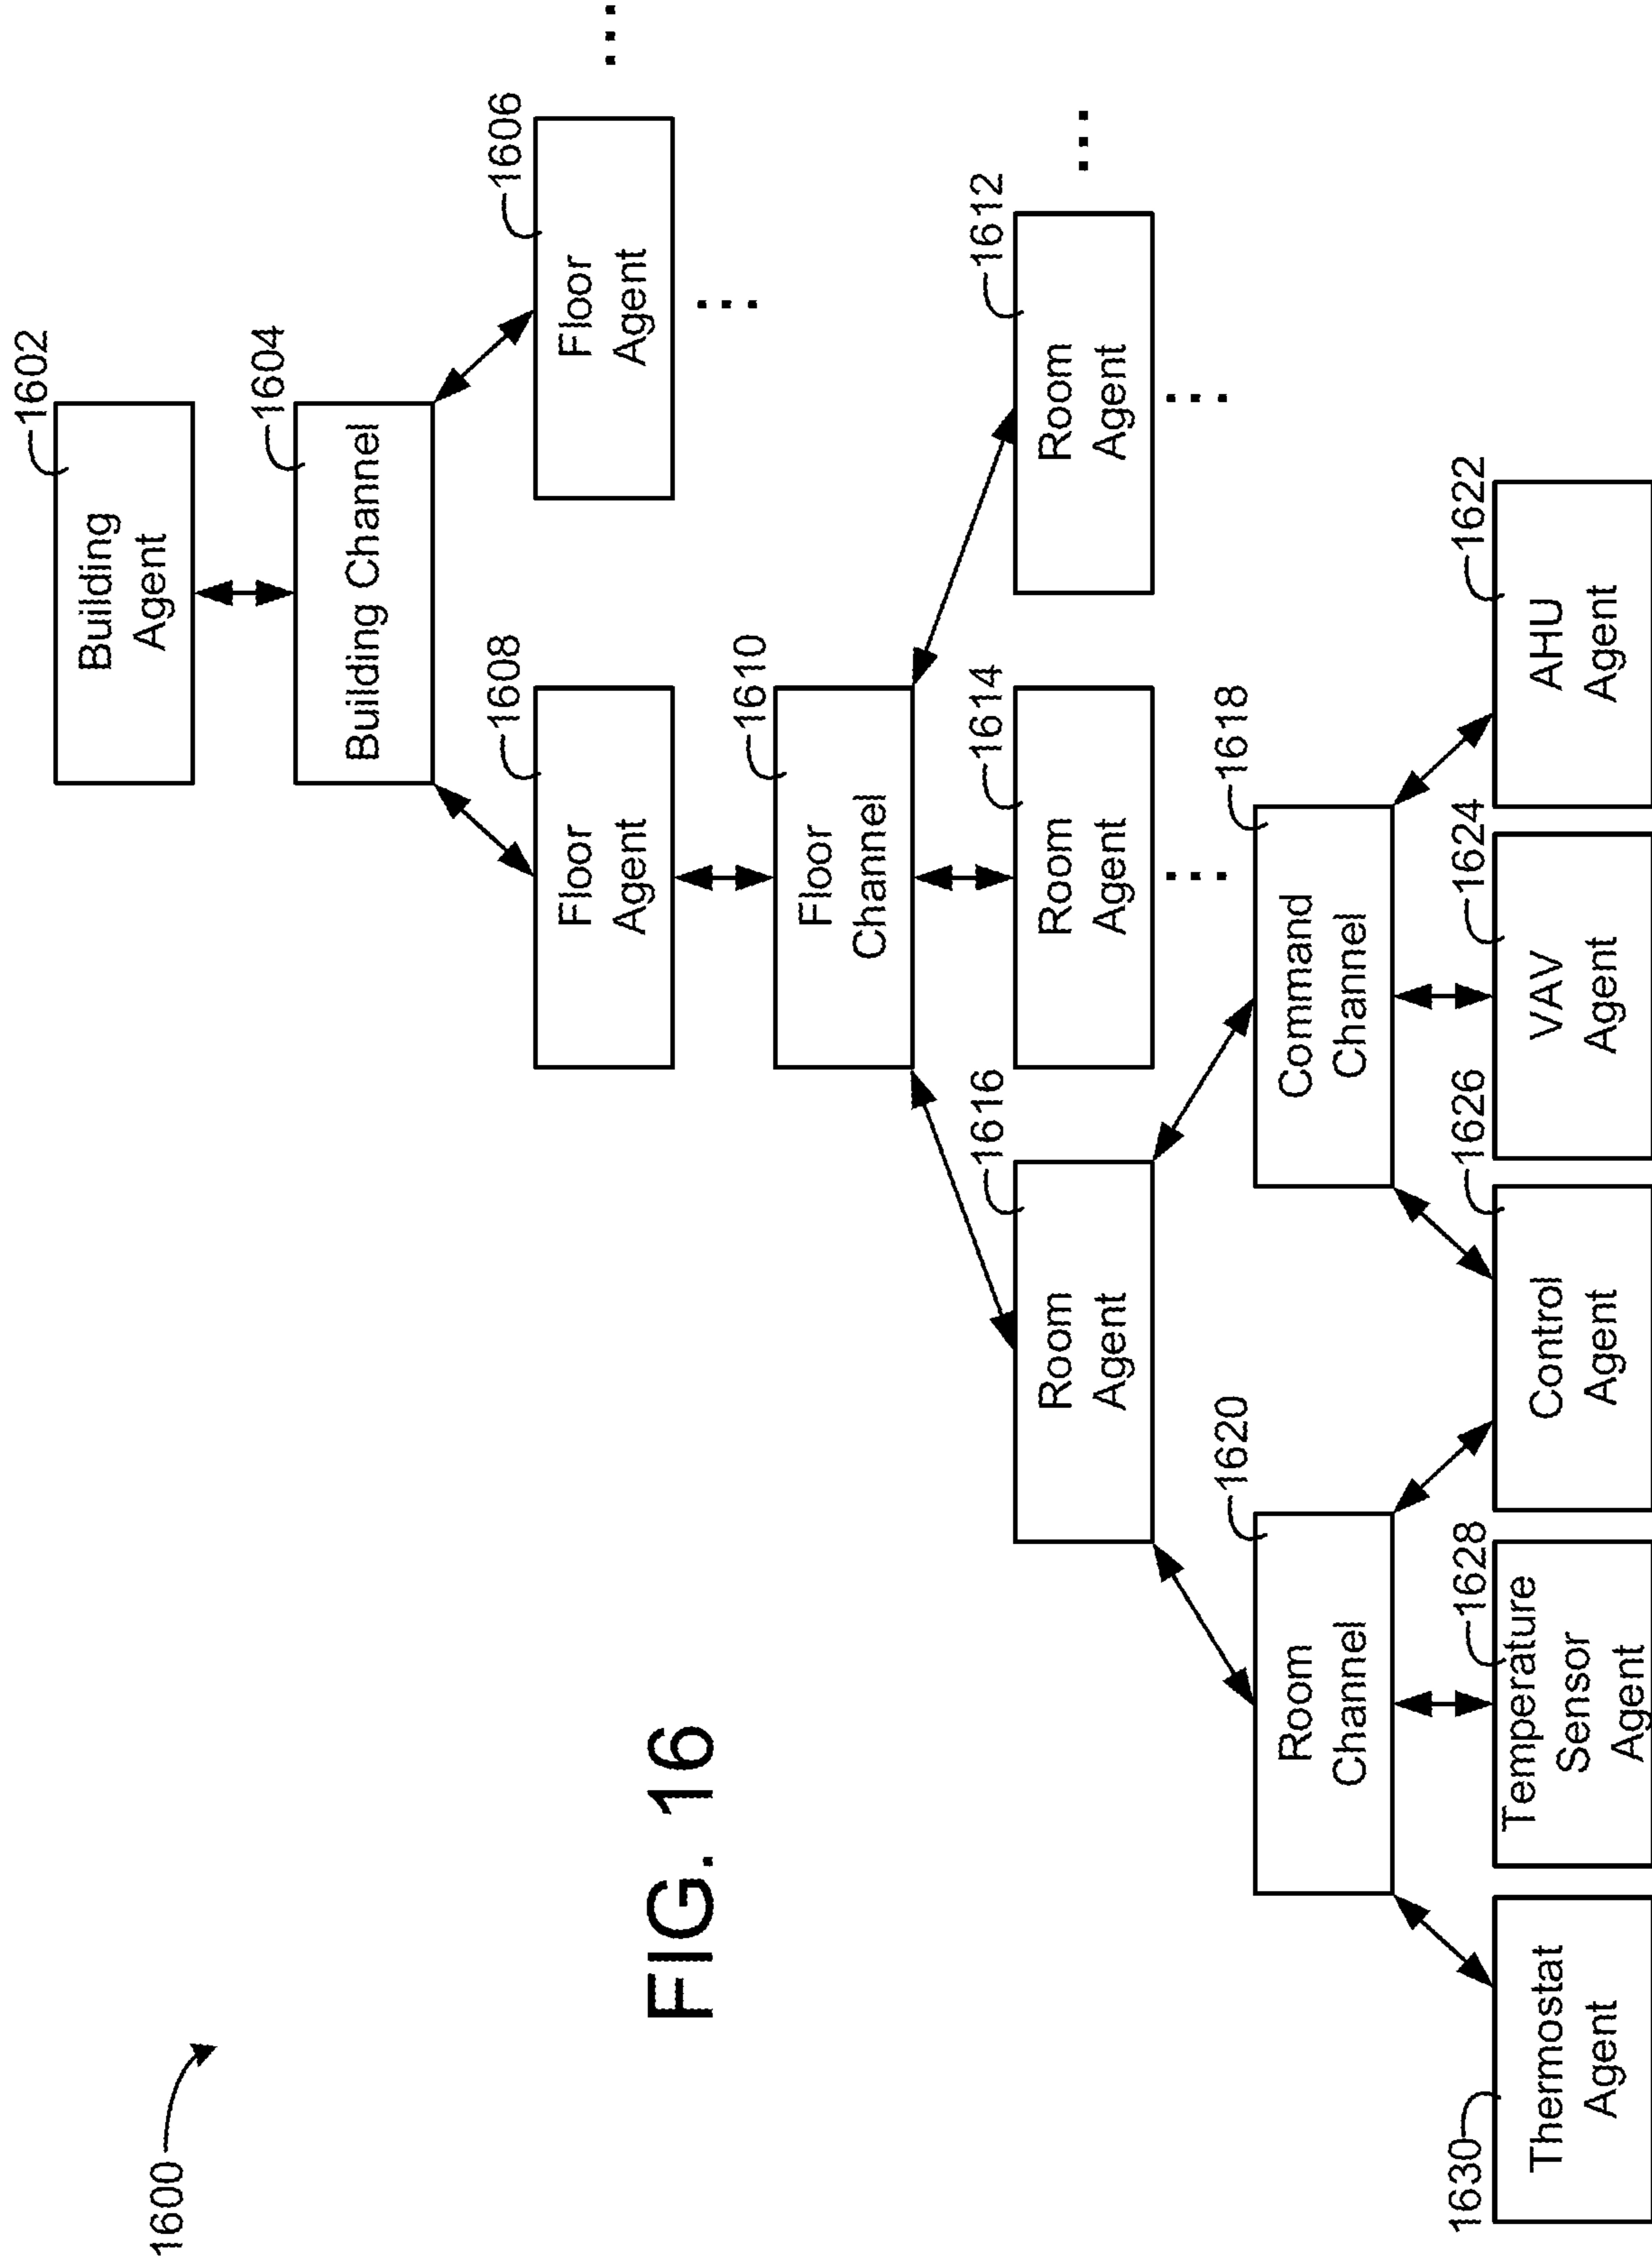 1600
1602
Building
Agent
1604
Building Channel
1608
Floor
Agent
1606
Floor
Agent
...
...
FIG. 16
1610
Floor
Channel
1616
Room
Agent
1614
Room
Agent
...
1612
Room
Agent
...
...
1620
Room
Channel
1618
Command
Channel
1630
Thermostat
Agent
1628
Temperature
Sensor
Agent
1626
Control
Agent
1624
VAV
Agent
1622
AHU
Agent